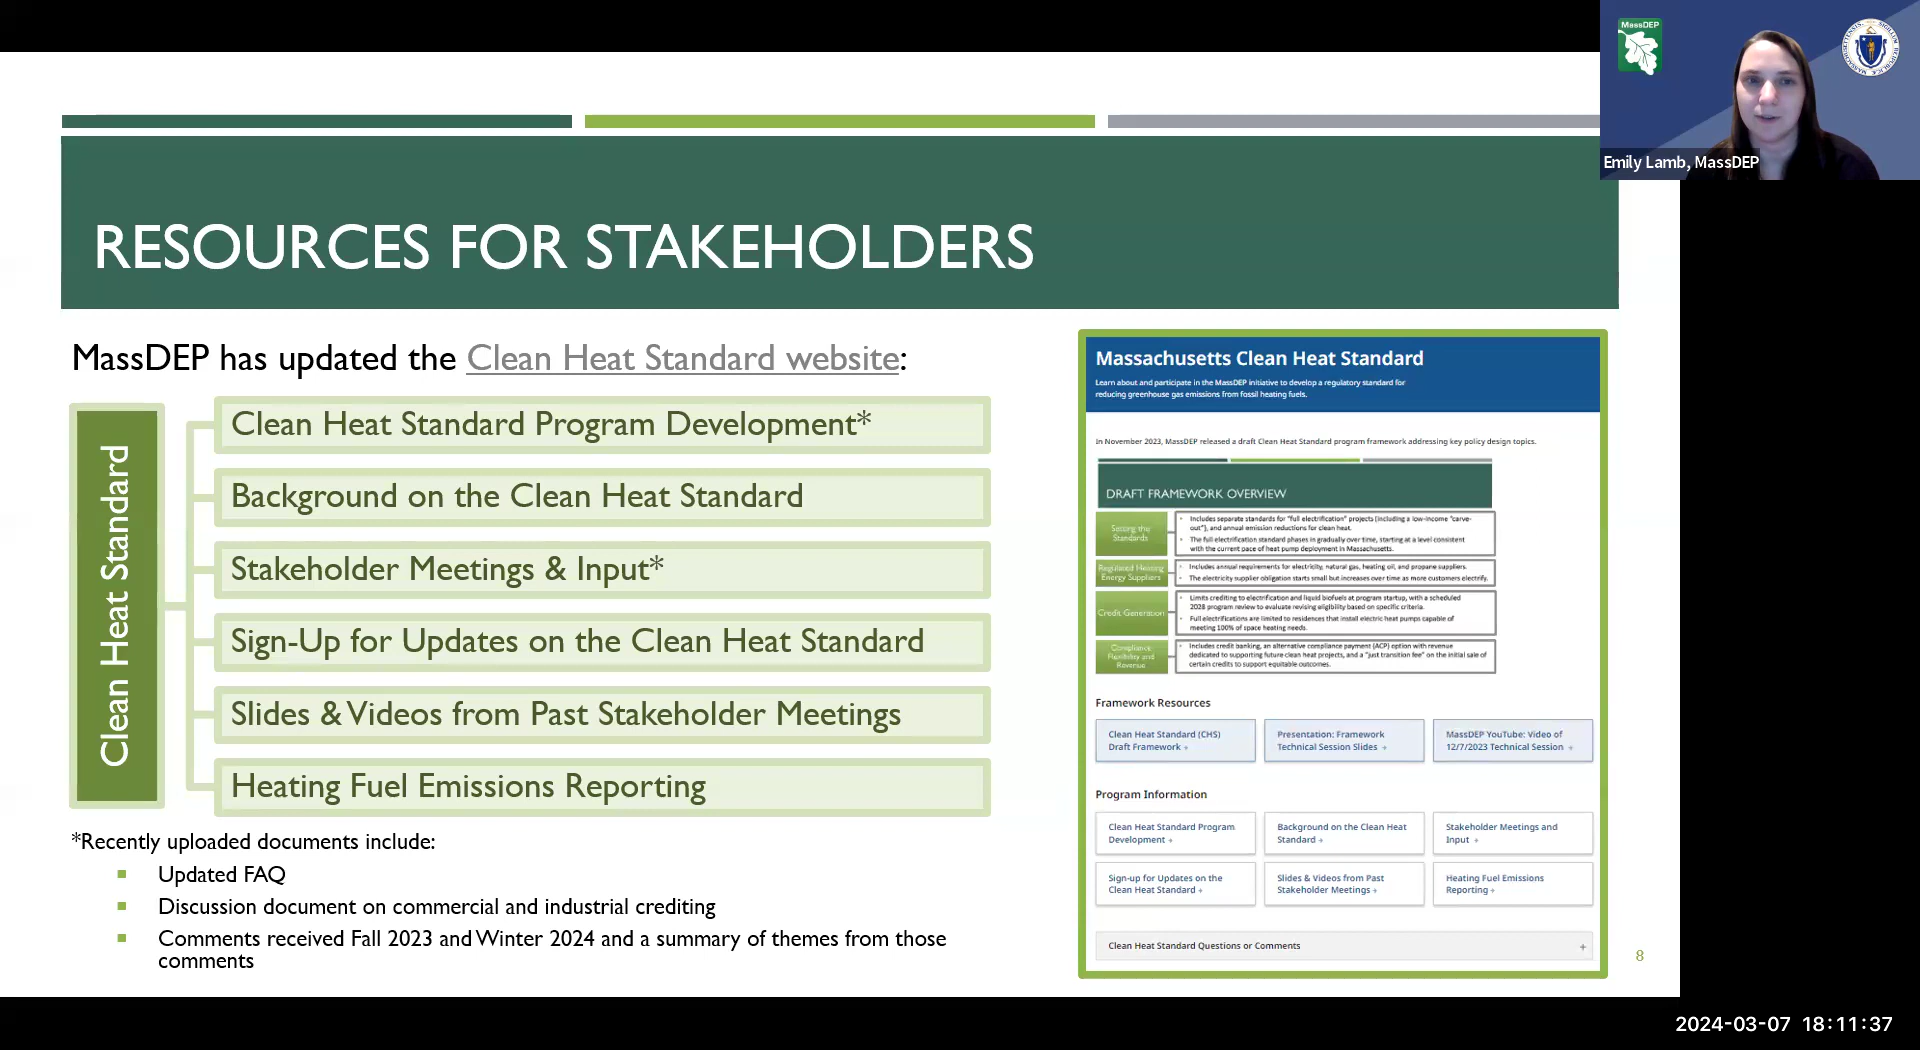 MassDEP
Emily Lamb, MassDEP
RESOURCES FOR STAKEHOLDERS
MassDEP has updated the Clean Heat Standard website:
Clean Heat Standard
Clean Heat Standard Program Development*
Background on the Clean Heat Standard
Stakeholder Meetings & Input*
Sign-Up for Updates on the Clean Heat Standard
Slides & Videos from Past Stakeholder Meetings
Heating Fuel Emissions Reporting
*Recently uploaded documents include:
Updated FAQ
Discussion document on commercial and industrial crediting
Comments received Fall 2023 and Winter 2024 and a summary of themes from those
comments
Massachusetts Clean Heat Standard
Learn about and participate in the MassDEP initiative to develop a regulatory standard for
reducing greenhouse gas emissions from fossil heating fuels.
In November 2023, MassDEP released a draft Clean Heat Standard program framework addressing key policy design topics.
DRAFT FRAMEWORK OVERVIEW
Setting the
Standards
Includes separate standards for "full electrification" projects (including a low-income "carve-
out"), and annual emission reductions for clean heat.
The full electrification standard phases in gradually over time, starting at a level consistent
with the current pace of heat pump deployment in Massachusetts.
Regulated Heating
Energy Suppliers
Includes annual requirements for electricity, natural gas, heating oil, and propane suppliers.
The electricity supplier obligation starts small but increases over time as more customers electrify.
Credit Generation
Limits crediting to electrification and liquid biofuels at program startup, with a scheduled
2028 program review to evaluate revising eligibility based on specific criteria.
Full electrifications are limited to residences that install electric heat pumps capable of
meeting 100% of space heating needs.
Compliance
Flexibility and
Revenue
Includes credit banking, an alternative compliance payment (ACP) option with revenue
dedicated to supporting future clean heat projects, and a "just transition fee" on the initial sale of
certain credits to support equitable outcomes.
Framework Resources
Clean Heat Standard (CHS)
Draft Framework +
Presentation: Framework
Technical Session Slides +
MassDEP YouTube: Video of
12/7/2023 Technical Session +
Program Information
Clean Heat Standard Program
Development +
Background on the Clean Heat
Standard +
Stakeholder Meetings and
Input +
Sign-up for Updates on the
Clean Heat Standard +
Slides & Videos from Past
Stakeholder Meetings +
Heating Fuel Emissions
Reporting +
Clean Heat Standard Questions or Comments +
8
2024-03-07 18:11:37